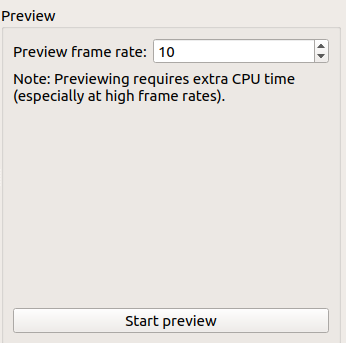 Preview
Preview frame rate: 10
Note: Previewing requires extra CPU time
(especially at high frame rates).
Start preview